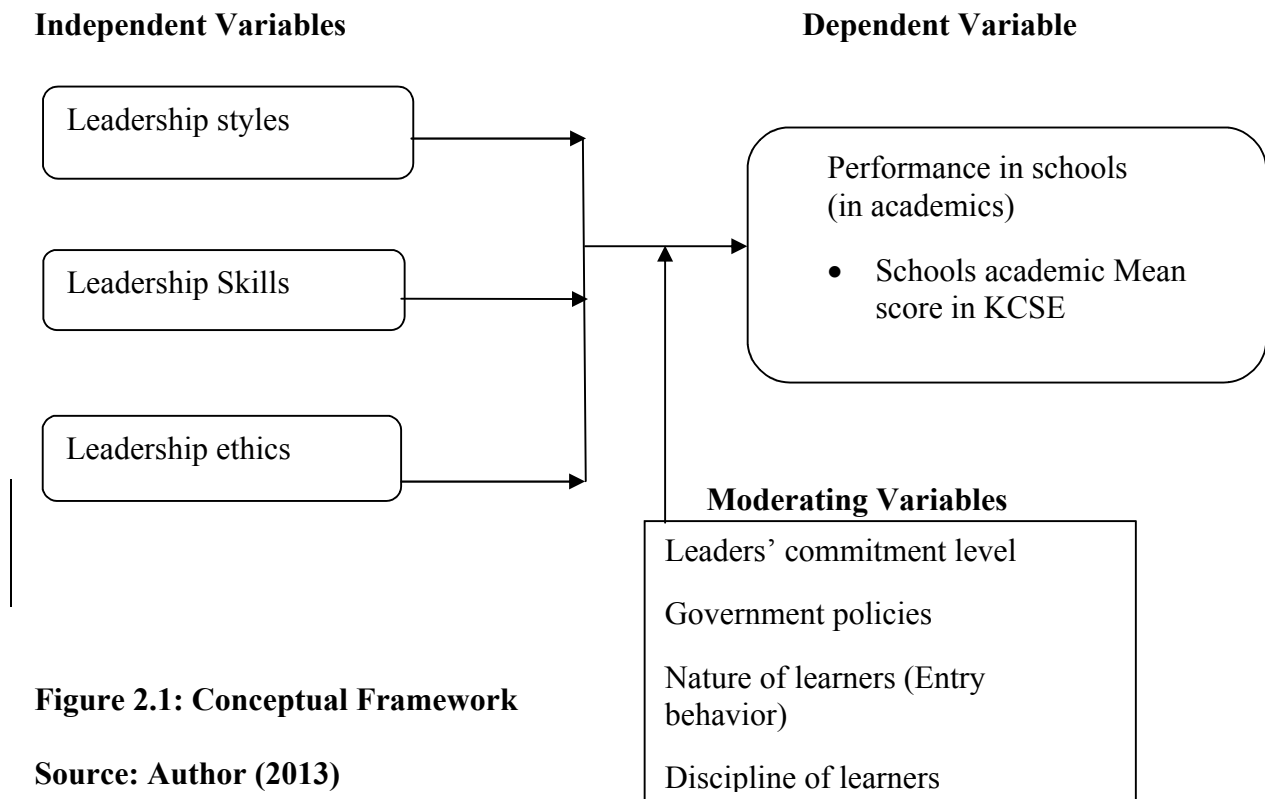 Independent Variables
Dependent Variable
Leadership styles
Leadership Skills
Leadership ethics
Performance in schools
(in academics)
• Schools academic Mean
score in KCSE
Moderating Variables
Leaders’ commitment level
Government policies
Nature of learners (Entry
behavior)
Discipline of learners
Figure 2.1: Conceptual Framework
Source: Author (2013)